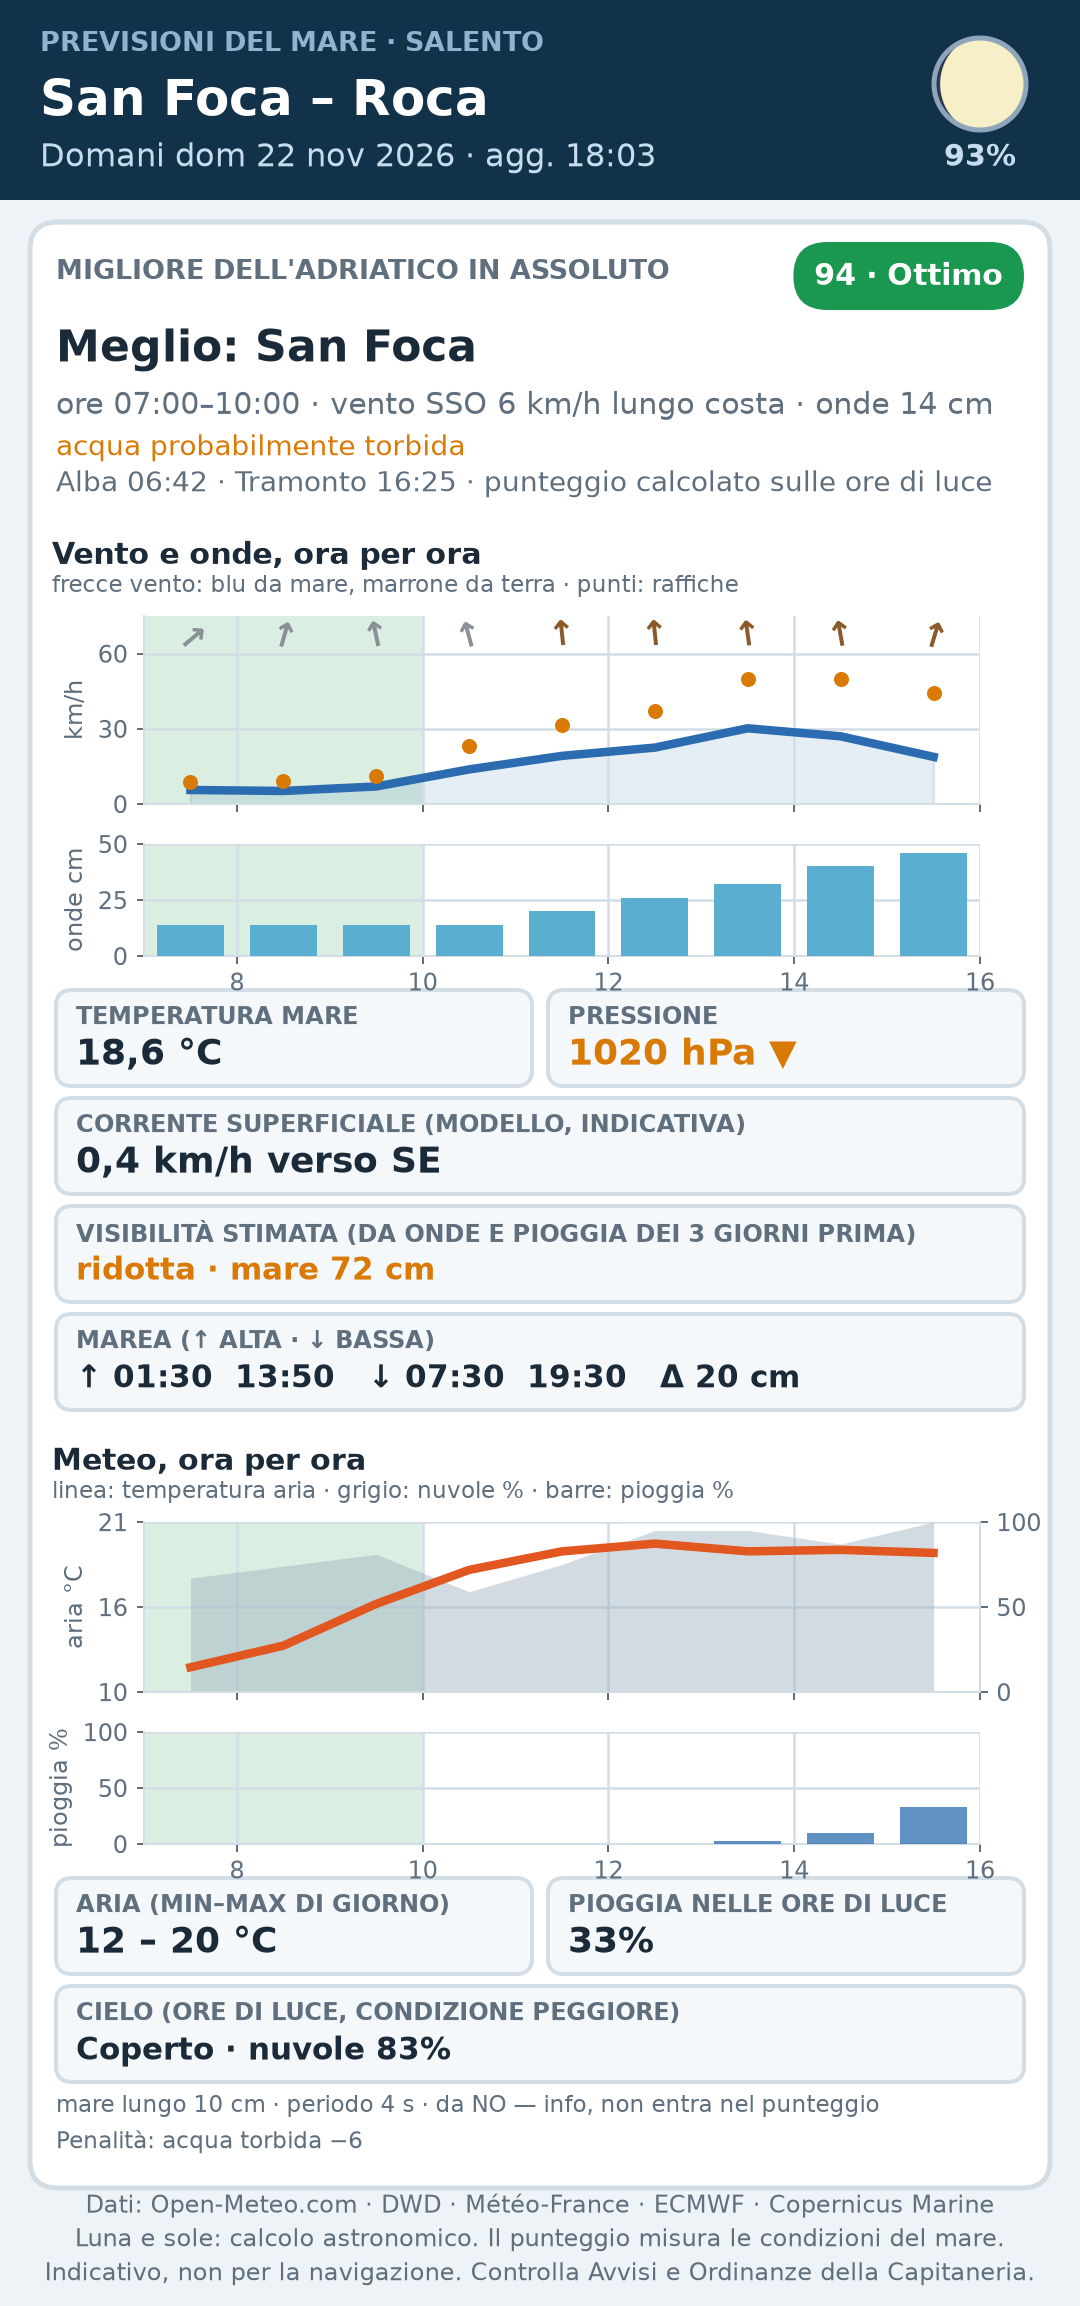 PREVISIONI DEL MARE · SALENTO
San Foca – Roca
Domani dom 22 nov 2026 · agg. 18:03
93%
MIGLIORE DELL'ADRIATICO IN ASSOLUTO
94 · Ottimo
Meglio: San Foca
ore 07:00–10:00 · vento SSO 6 km/h lungo costa · onde 14 cm
acqua probabilmente torbida
Alba 06:42 · Tramonto 16:25 · punteggio calcolato sulle ore di luce
Vento e onde, ora per ora
frecce vento: blu da mare, marrone da terra · punti: raffiche
km/h
60
30
0
onde cm
50
25
0
8 10 12 14 16
TEMPERATURA MARE
18,6 °C
PRESSIONE
1020 hPa ▼
CORRENTE SUPERFICIALE (MODELLO, INDICATIVA)
0,4 km/h verso SE
VISIBILITÀ STIMATA (DA ONDE E PIOGGIA DEI 3 GIORNI PRIMA)
ridotta · mare 72 cm
MAREA (↑ ALTA · ↓ BASSA)
↑ 01:30 13:50 ↓ 07:30 19:30 Δ 20 cm
Meteo, ora per ora
linea: temperatura aria · grigio: nuvole % · barre: pioggia %
aria °C
21
16
10
100
50
0
pioggia %
100
50
0
8 10 12 14 16
ARIA (MIN–MAX DI GIORNO)
12 – 20 °C
PIOGGIA NELLE ORE DI LUCE
33%
CIELO (ORE DI LUCE, CONDIZIONE PEGGIORE)
Coperto · nuvole 83%
mare lungo 10 cm · periodo 4 s · da NO — info, non entra nel punteggio
Penalità: acqua torbida −6
Dati: Open-Meteo.com · DWD · Météo-France · ECMWF · Copernicus Marine
Luna e sole: calcolo astronomico. Il punteggio misura le condizioni del mare.
Indicativo, non per la navigazione. Controlla Avvisi e Ordinanze della Capitaneria.